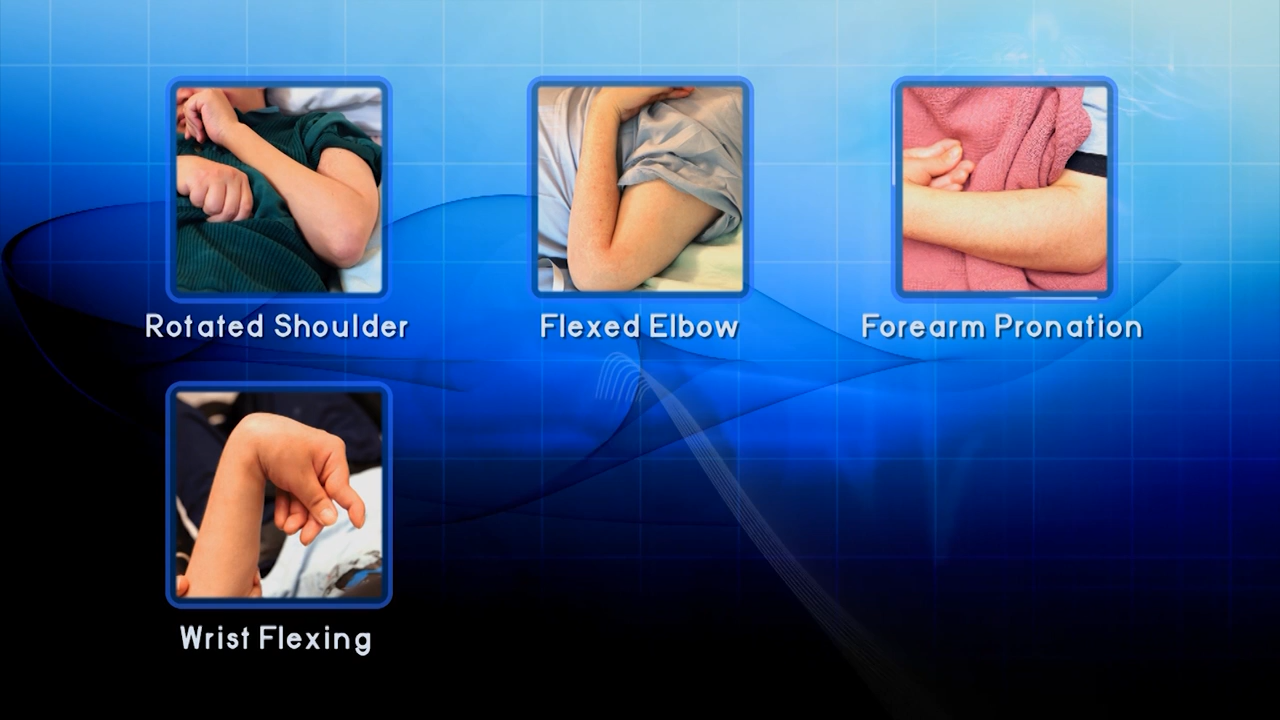 Rotated Shoulder
Flexed Elbow
Forearm Pronation
Wrist Flexing